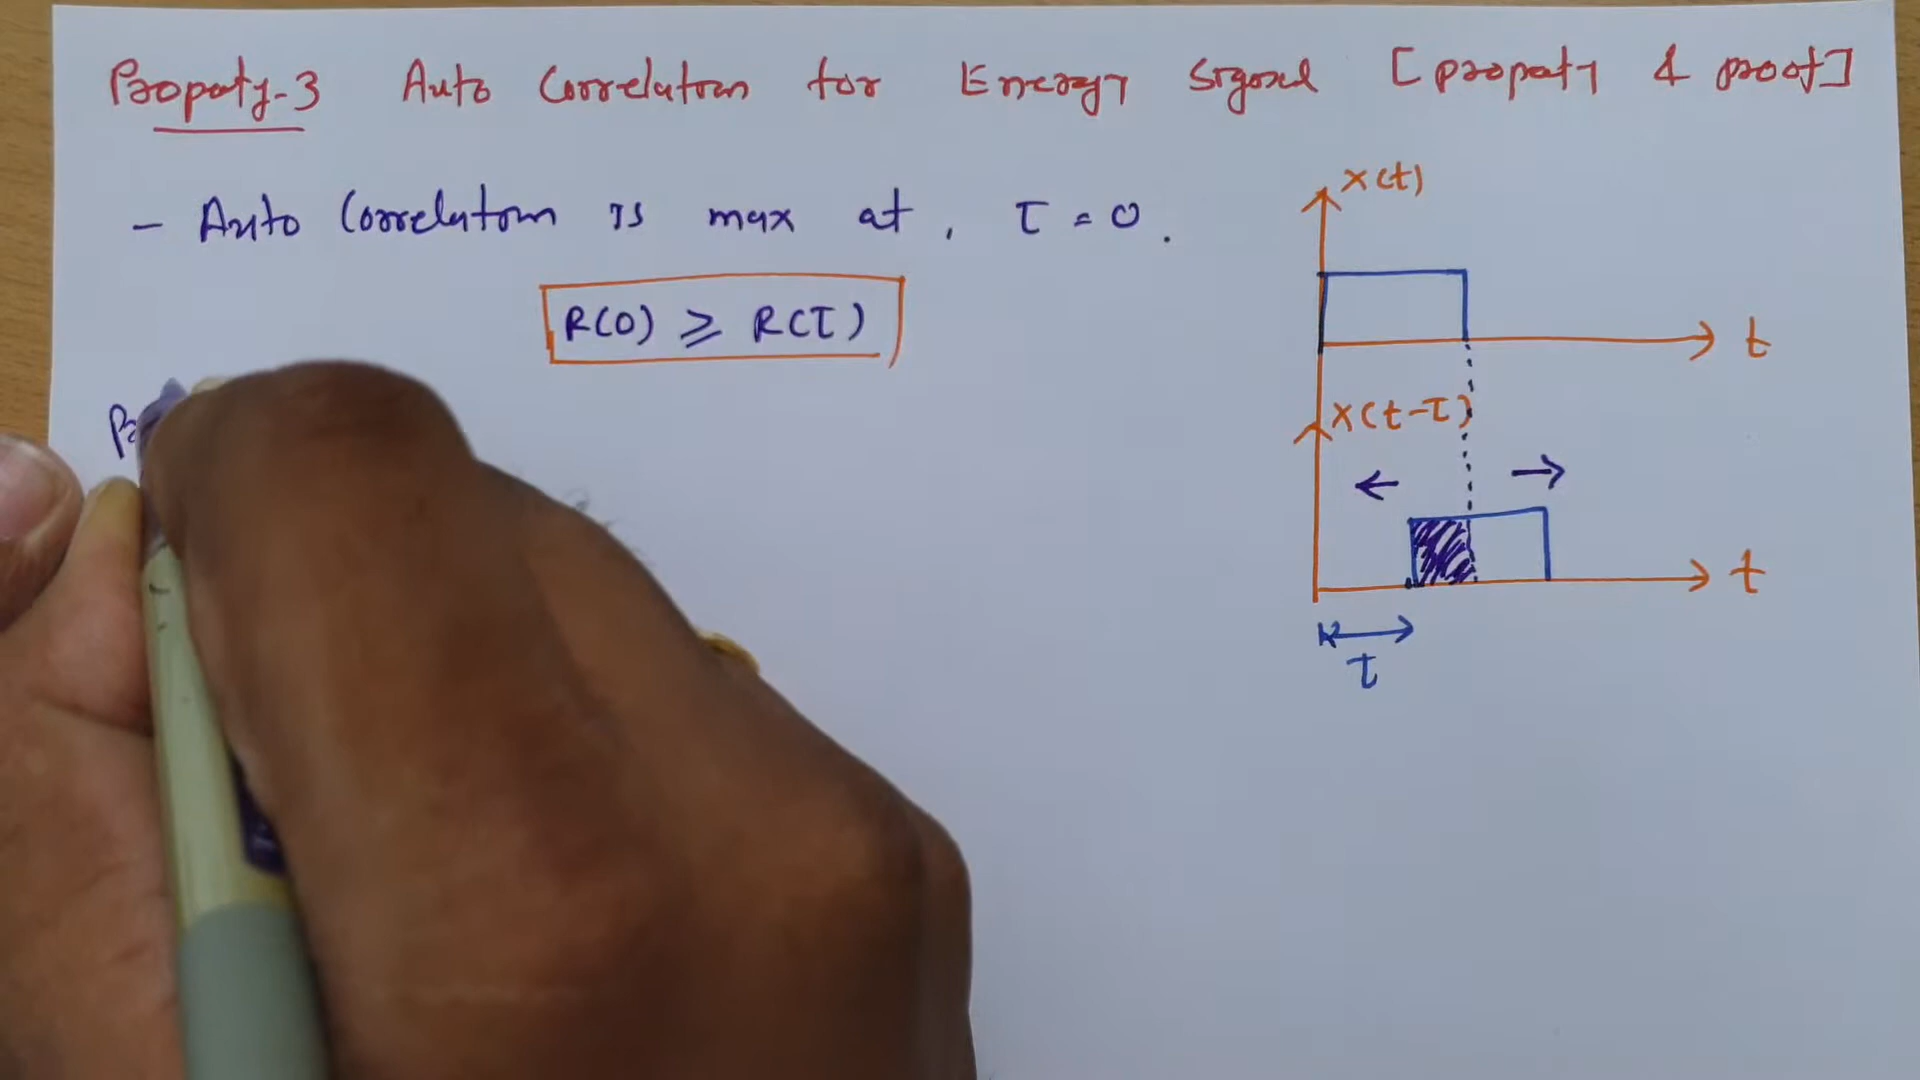 Property-3 Auto Correlation for Energy Signal [property & proof]
- Auto Correlation is max at, τ = 0.
R(0) ≥ R(τ)
x(t)
t
x(t-τ)
t
τ